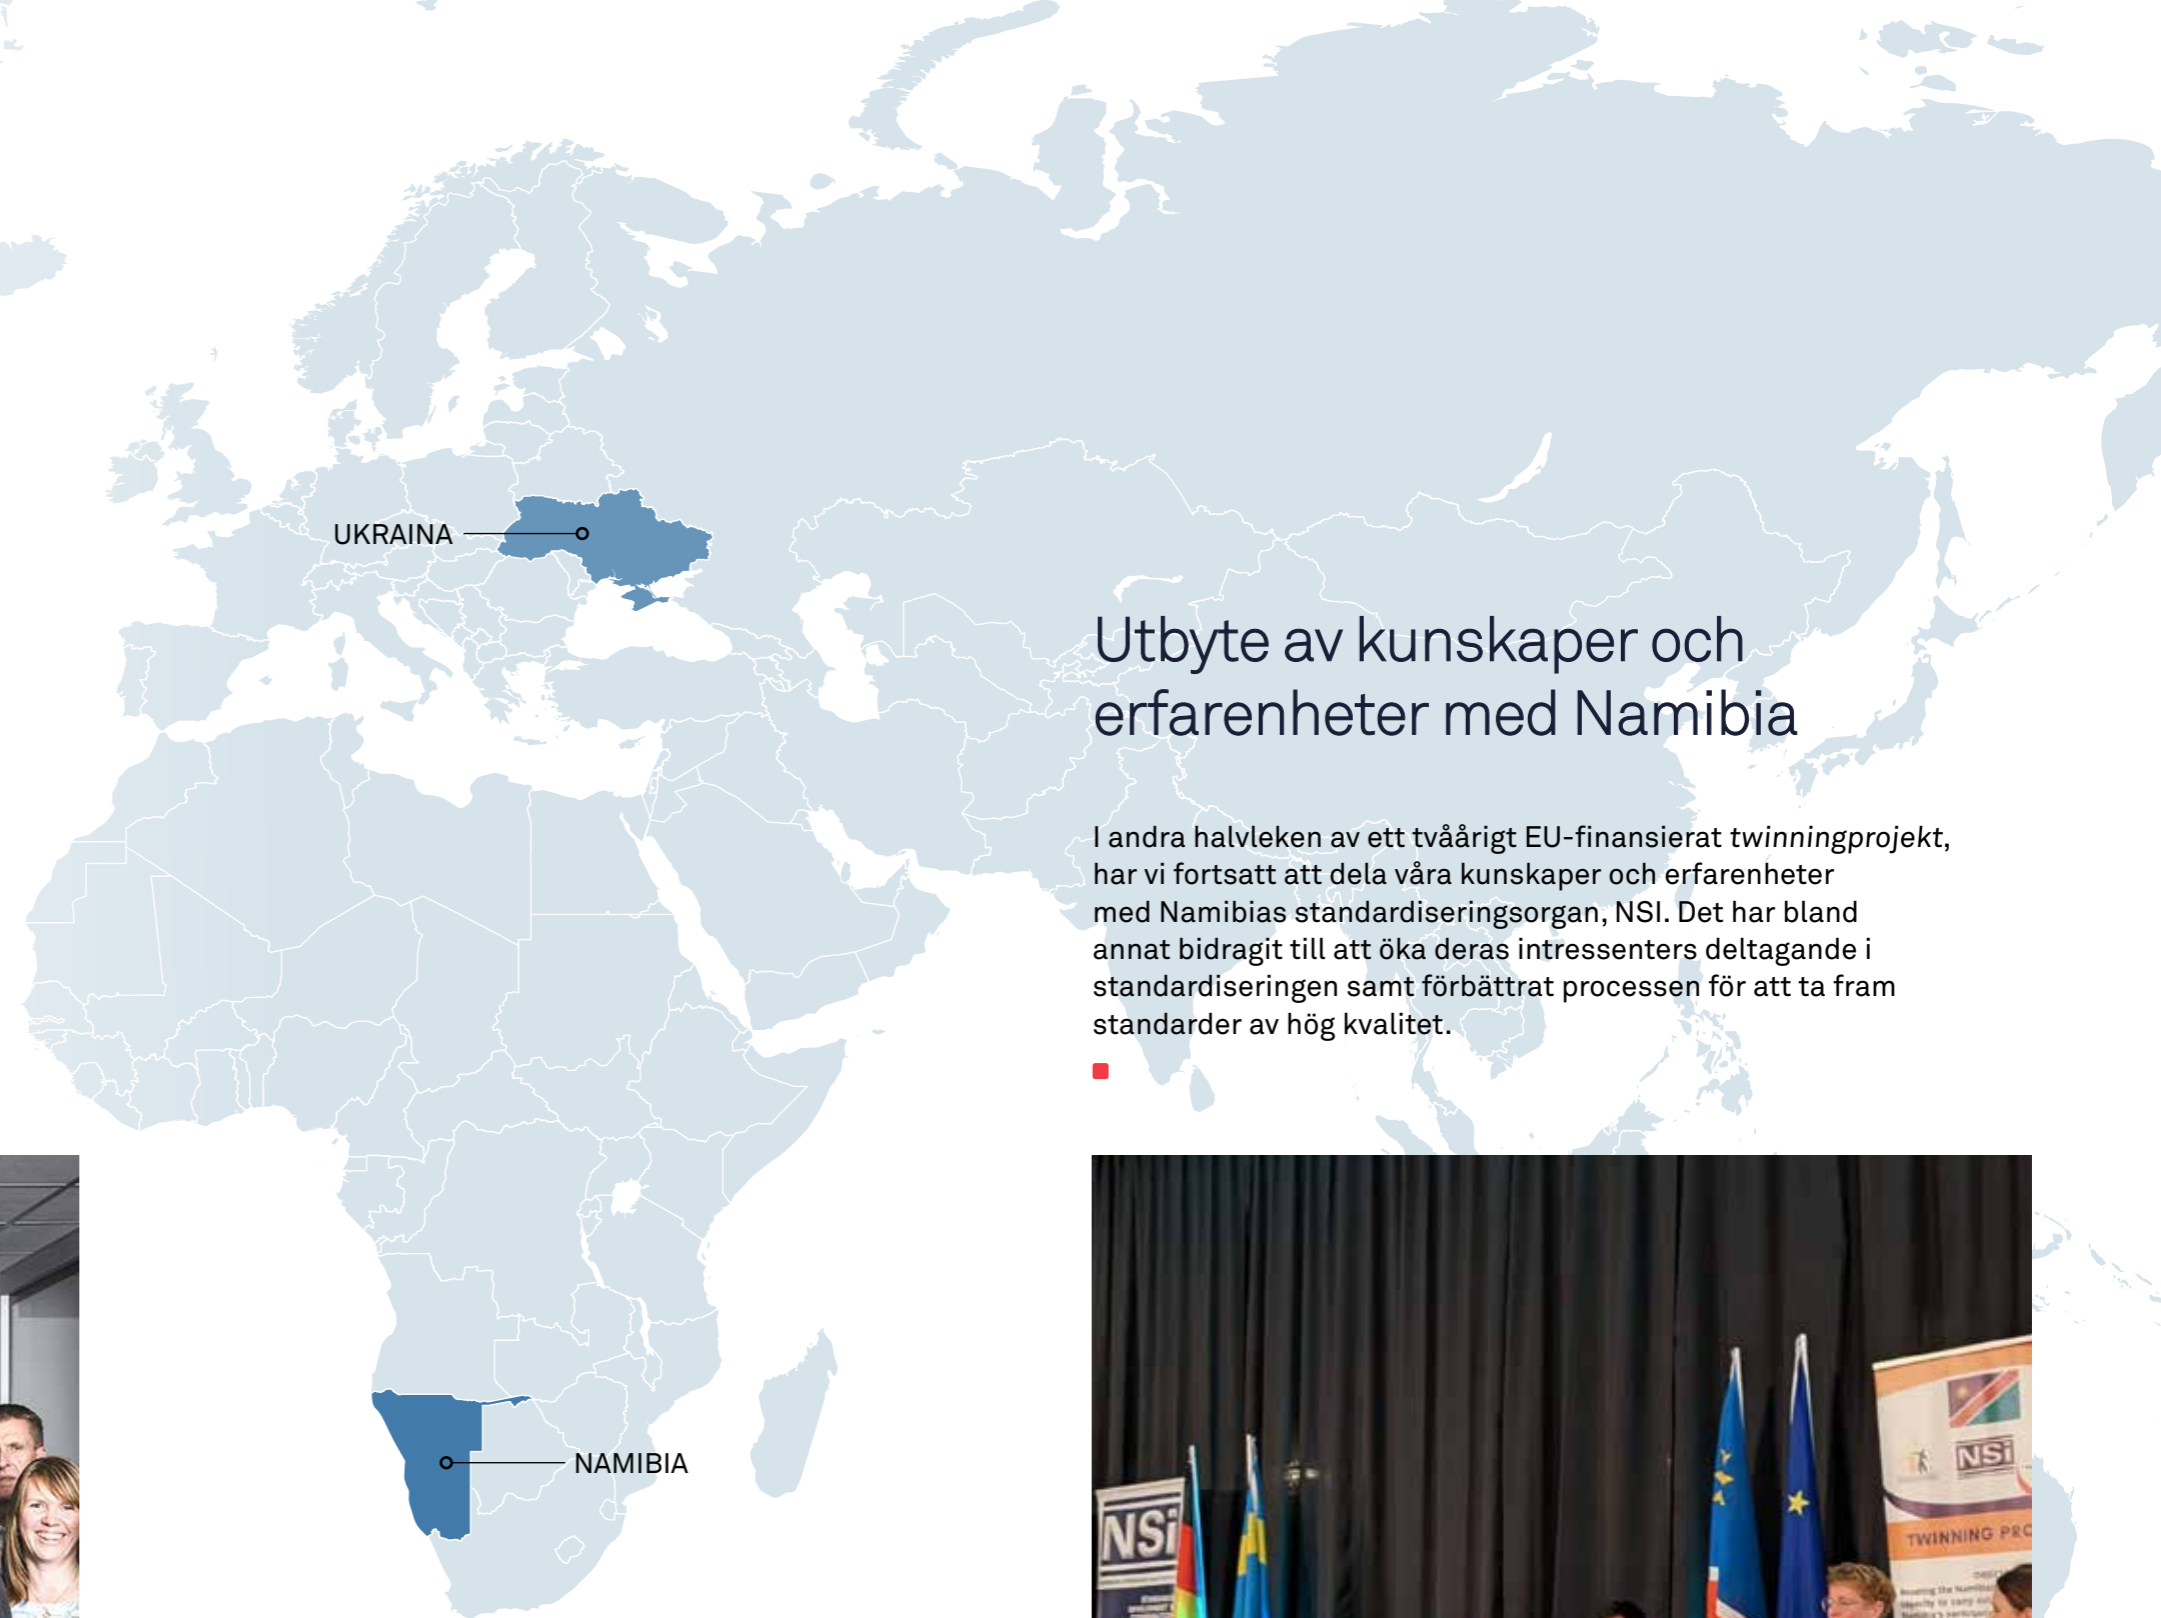 UKRAINA
Utbyte av kunskaper och
erfarenheter med Namibia
I andra halvleken av ett tvåårigt EU-finansierat twinningprojekt,
har vi fortsatt att dela våra kunskaper och erfarenheter
med Namibias standardiseringsorgan, NSI. Det har bland
annat bidragit till att öka deras intressenters deltagande i
standardiseringen samt förbättrat processen för att ta fram
standarder av hög kvalitet.
NAMIBIA
NSi
NSi
TWINNING PRO